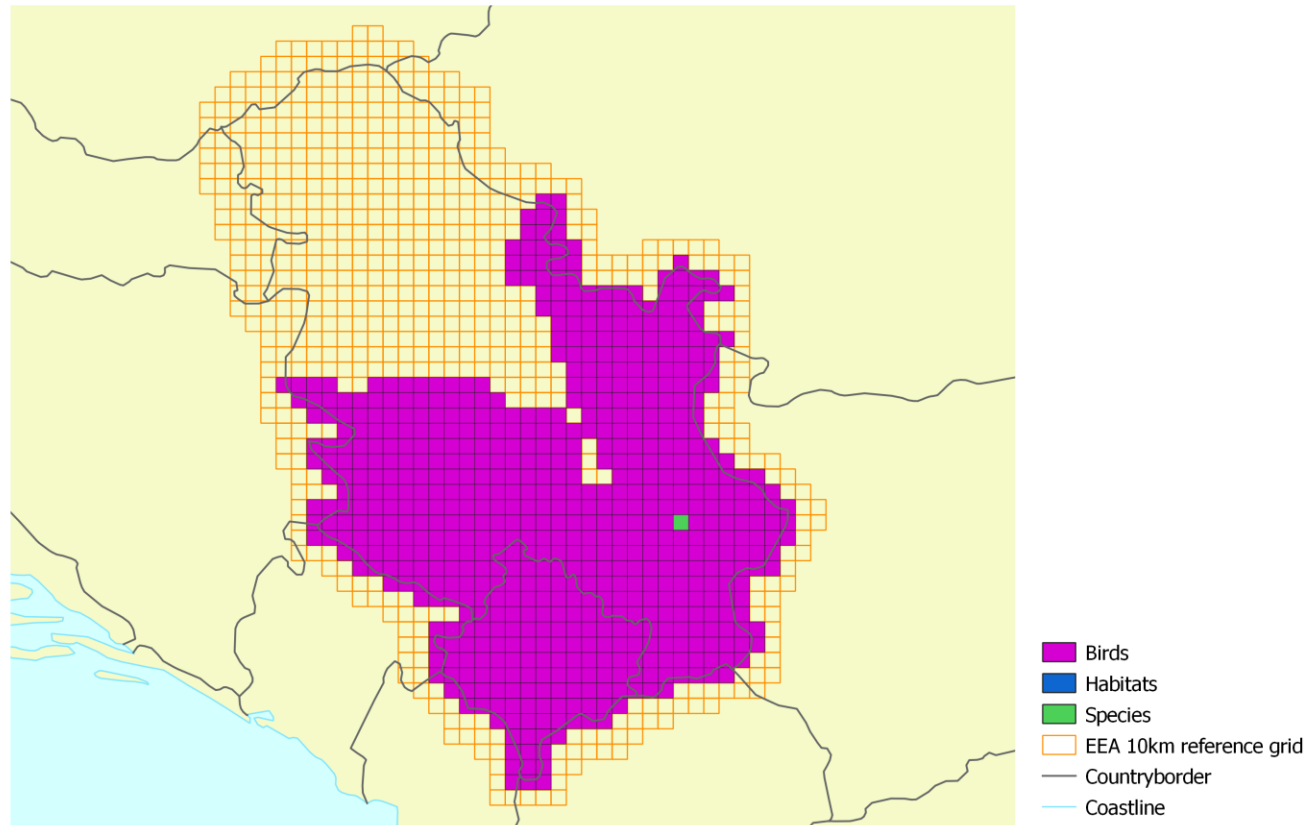 Birds
Habitats
Species
EEA 10km reference grid
Countryborder
Coastline